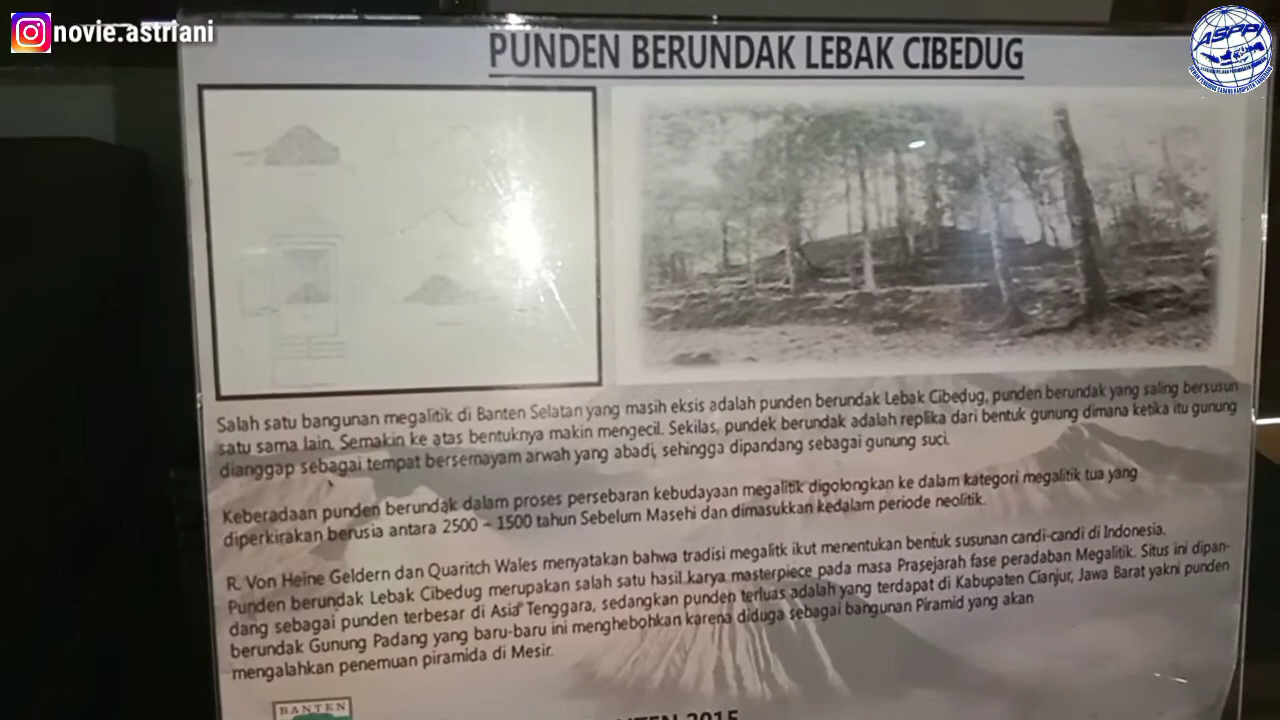 novie.astriani
ASPPI
PUNDEN BERUNDAK LEBAK CIBEDUG
Salah satu bangunan megalitik di Banten Selatan yang masih eksis adalah punden berundak Lebak Cibedug, punden berundak yang saling bersusun
satu sama lain. Semakin ke atas bentuknya makin mengecil. Sekilas, pundek berundak adalah replika dari bentuk gunung dimana ketika itu gunung
dianggap sebagai tempat bersemayam arwah yang abadi, sehingga dipandang sebagai gunung suci.
Keberadaan punden berundak dalam proses persebaran kebudayaan megalitik digolongkan ke dalam kategori megalitik tua yang
diperkirakan berusia antara 2500 – 1500 tahun Sebelum Masehi dan dimasukkan kedalam periode neolitik.
R. Von Heine Geldern dan Quaritch Wales menyatakan bahwa tradisi megalitk ikut menentukan bentuk susunan candi-candi di Indonesia.
Punden berundak Lebak Cibedug merupakan salah satu hasil karya masterpiece pada masa Prasejarah fase peradaban Megalitik. Situs ini dipan-
dang sebagai punden terbesar di Asia Tenggara, sedangkan punden terluas adalah yang terdapat di Kabupaten Cianjur, Jawa Barat yakni punden
berundak Gunung Padang yang baru-baru ini menghebohkan karena diduga sebagai bangunan Piramid yang akan
mengalahkan penemuan piramida di Mesir.
BANTEN
2015